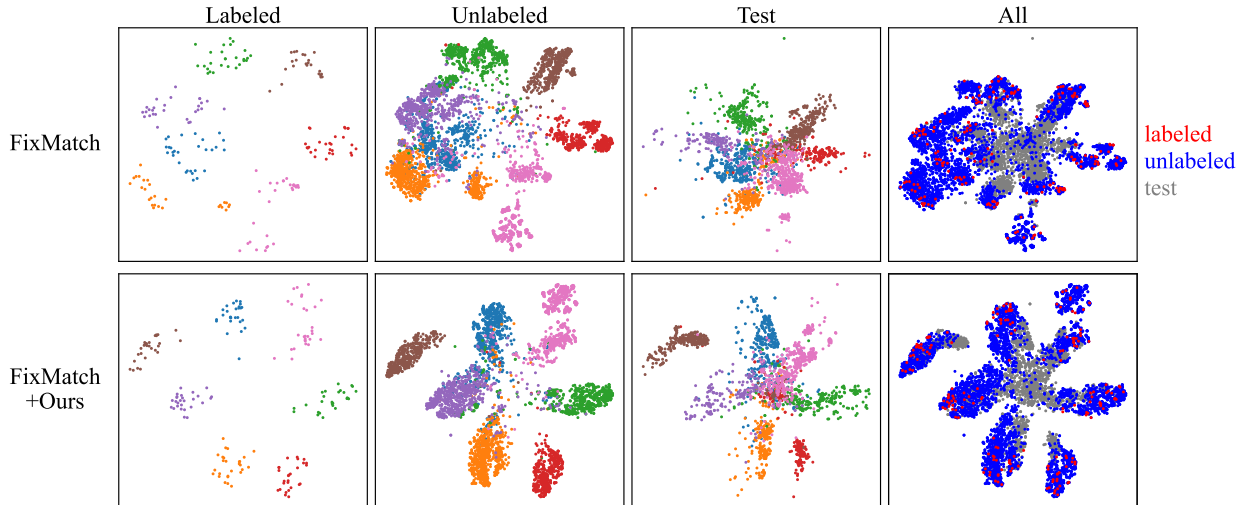 Labeled
Unlabeled
Test
All
FixMatch
labeled
unlabeled
test
FixMatch
+Ours